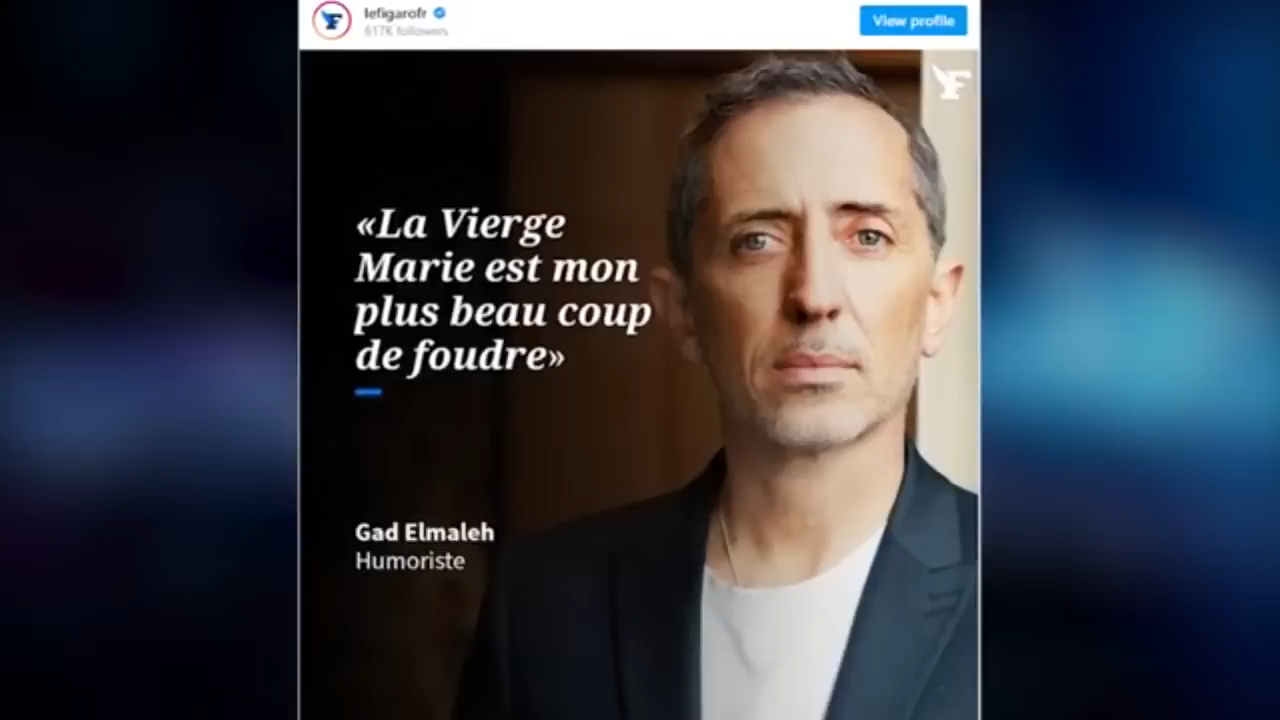 lefigarofr
617K followers
View profile
«La Vierge
Marie est mon
plus beau coup
de foudre»
Gad Elmaleh
Humoriste